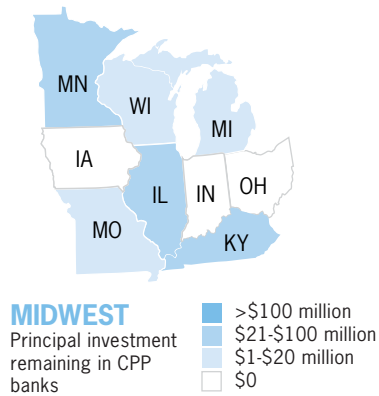 MN
WI
MI
IA
IL
IN
OH
MO
KY
MIDWEST
Principal investment
remaining in CPP
banks
>$100 million
$21-$100 million
$1-$20 million
$0